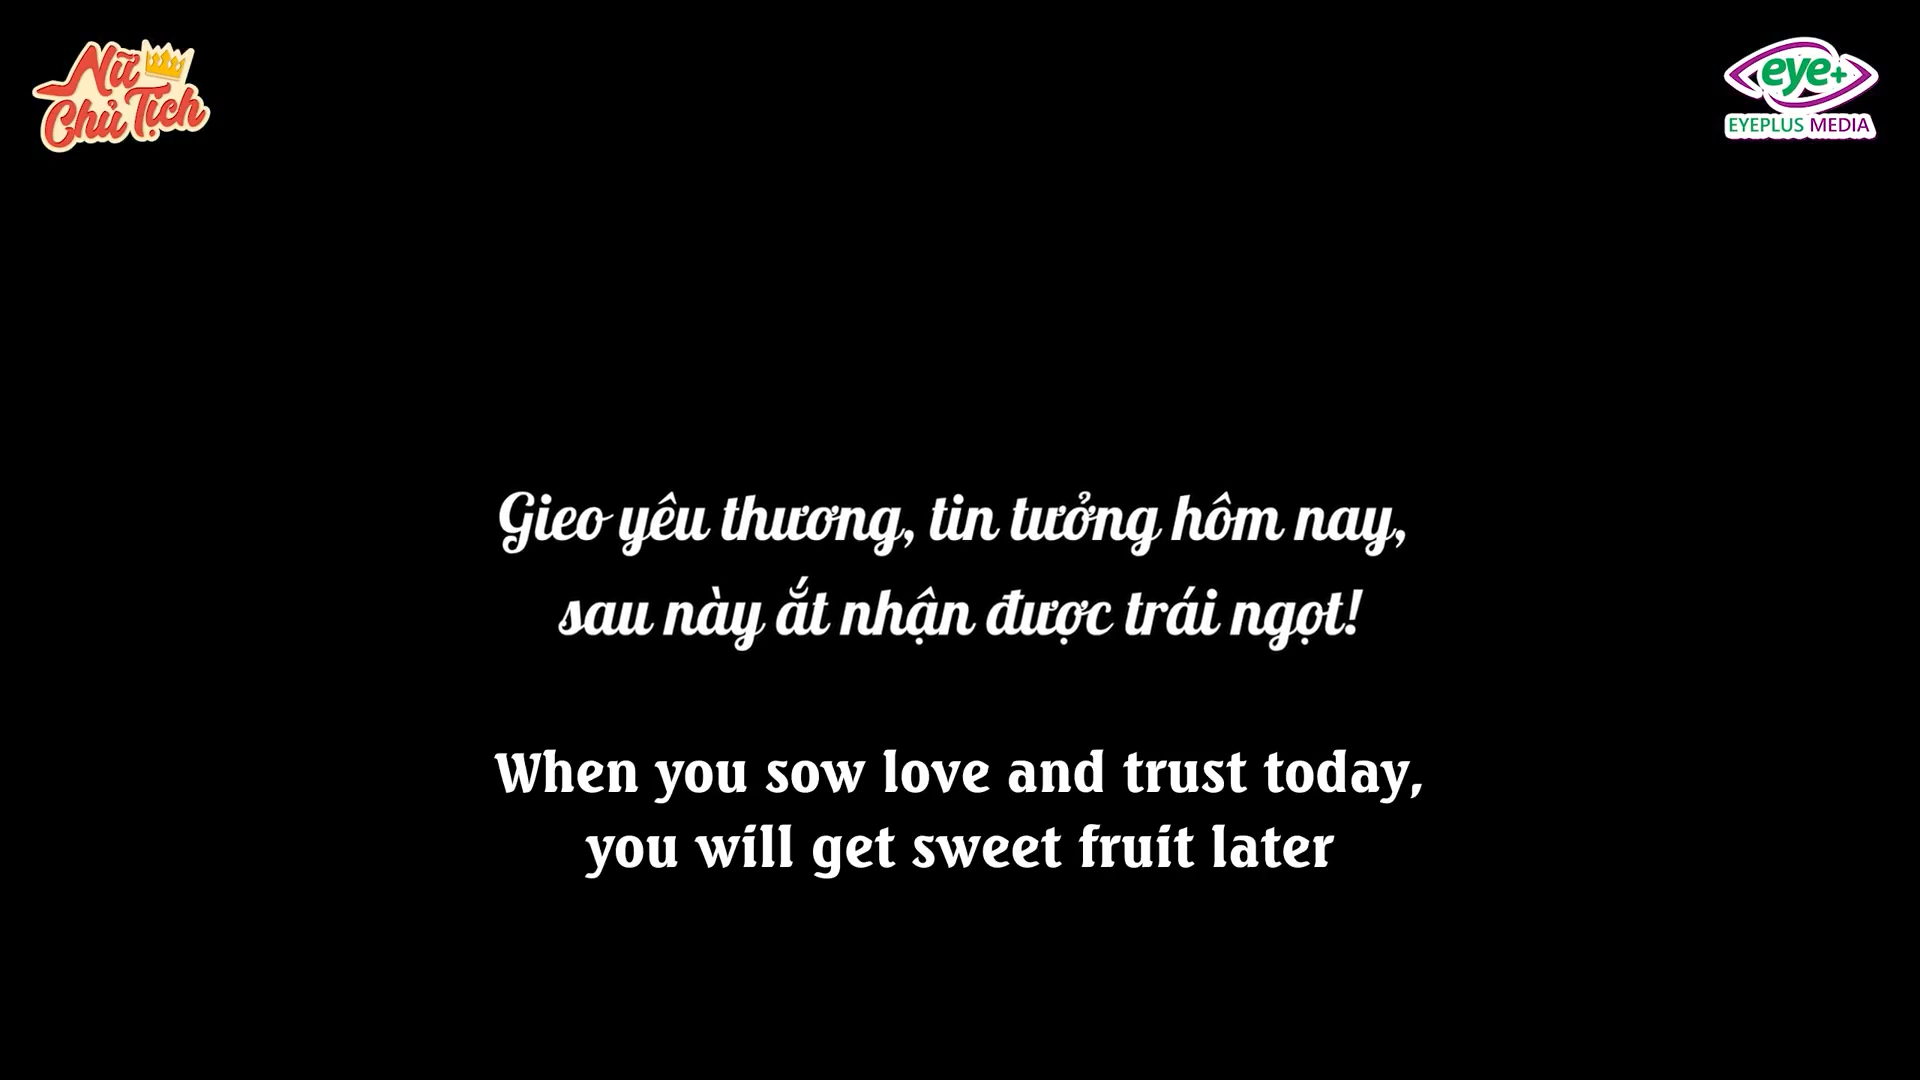 Nữ
Chủ Tịch
eye+
EYEPLUS MEDIA
Gieo yêu thương, tin tưởng hôm nay,
sau này ắt nhận được trái ngọt!
When you sow love and trust today,
you will get sweet fruit later